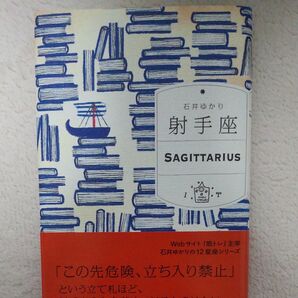 石井ゆかり
射手座
SAGITTARIUS
Webサイト「筋トレ」主宰
石井ゆかりの12星座シリーズ
「この先危険、立ち入り禁止」
という立て札ほど、